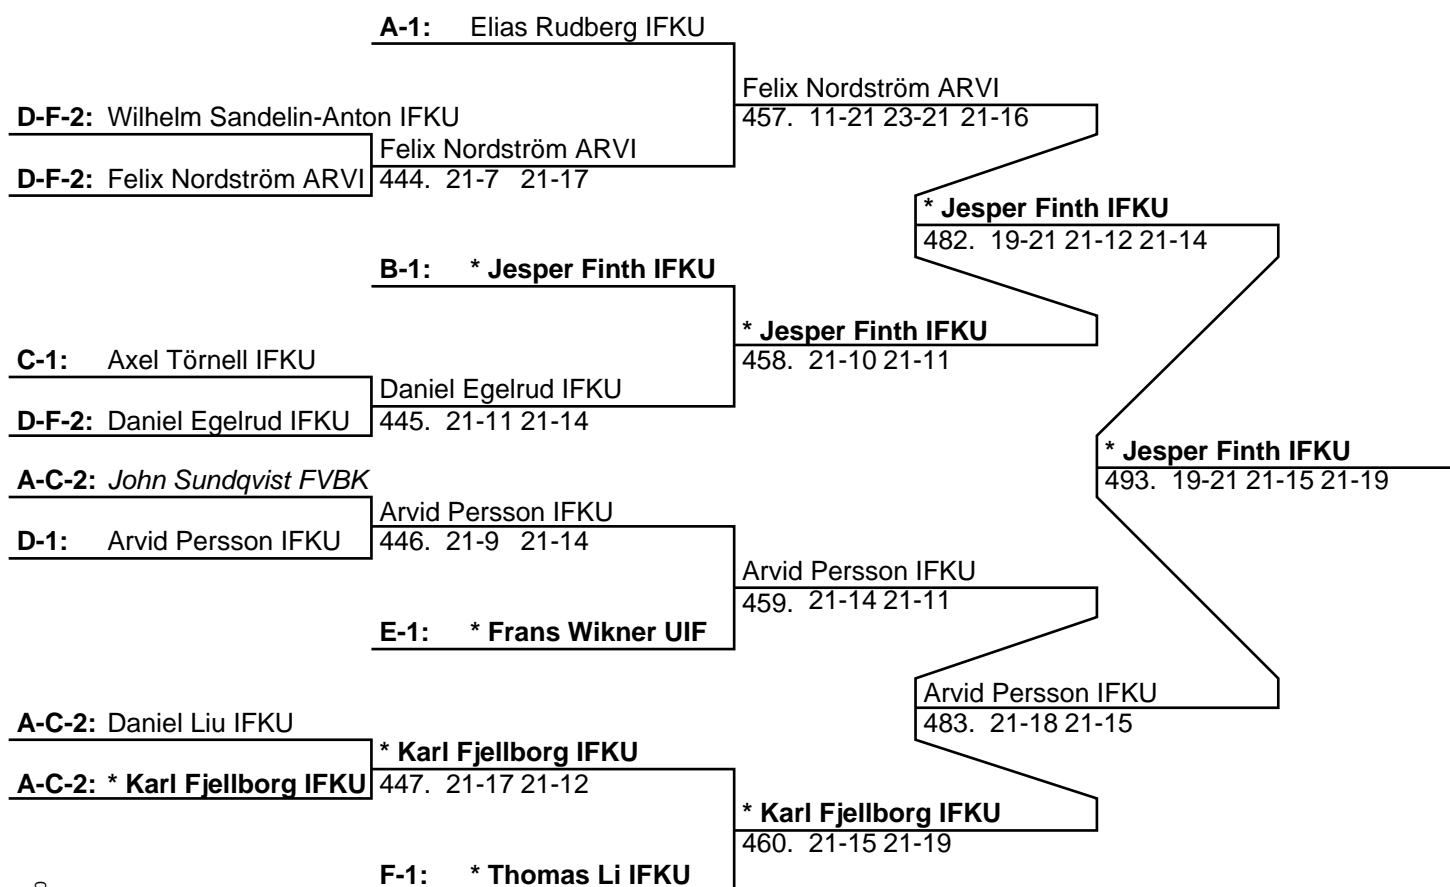 A-1: Elias Rudberg IFKU
Felix Nordström ARVI
D-F-2: Wilhelm Sandelin-Anton IFKU
457. 11-21 23-21 21-16
Felix Nordström ARVI
D-F-2: Felix Nordström ARVI
444. 21-7 21-17
* Jesper Finth IFKU
482. 19-21 21-12 21-14
B-1: * Jesper Finth IFKU
* Jesper Finth IFKU
C-1: Axel Törnell IFKU
458. 21-10 21-11
Daniel Egelrud IFKU
D-F-2: Daniel Egelrud IFKU
445. 21-11 21-14
* Jesper Finth IFKU
A-C-2: John Sundqvist FVBK
493. 19-21 21-15 21-19
Arvid Persson IFKU
D-1: Arvid Persson IFKU
446. 21-9 21-14
Arvid Persson IFKU
459. 21-14 21-11
E-1: * Frans Wikner UIF
Arvid Persson IFKU
A-C-2: Daniel Liu IFKU
483. 21-18 21-15
* Karl Fjellborg IFKU
A-C-2: * Karl Fjellborg IFKU
447. 21-17 21-12
* Karl Fjellborg IFKU
460. 21-15 21-19
F-1: * Thomas Li IFKU